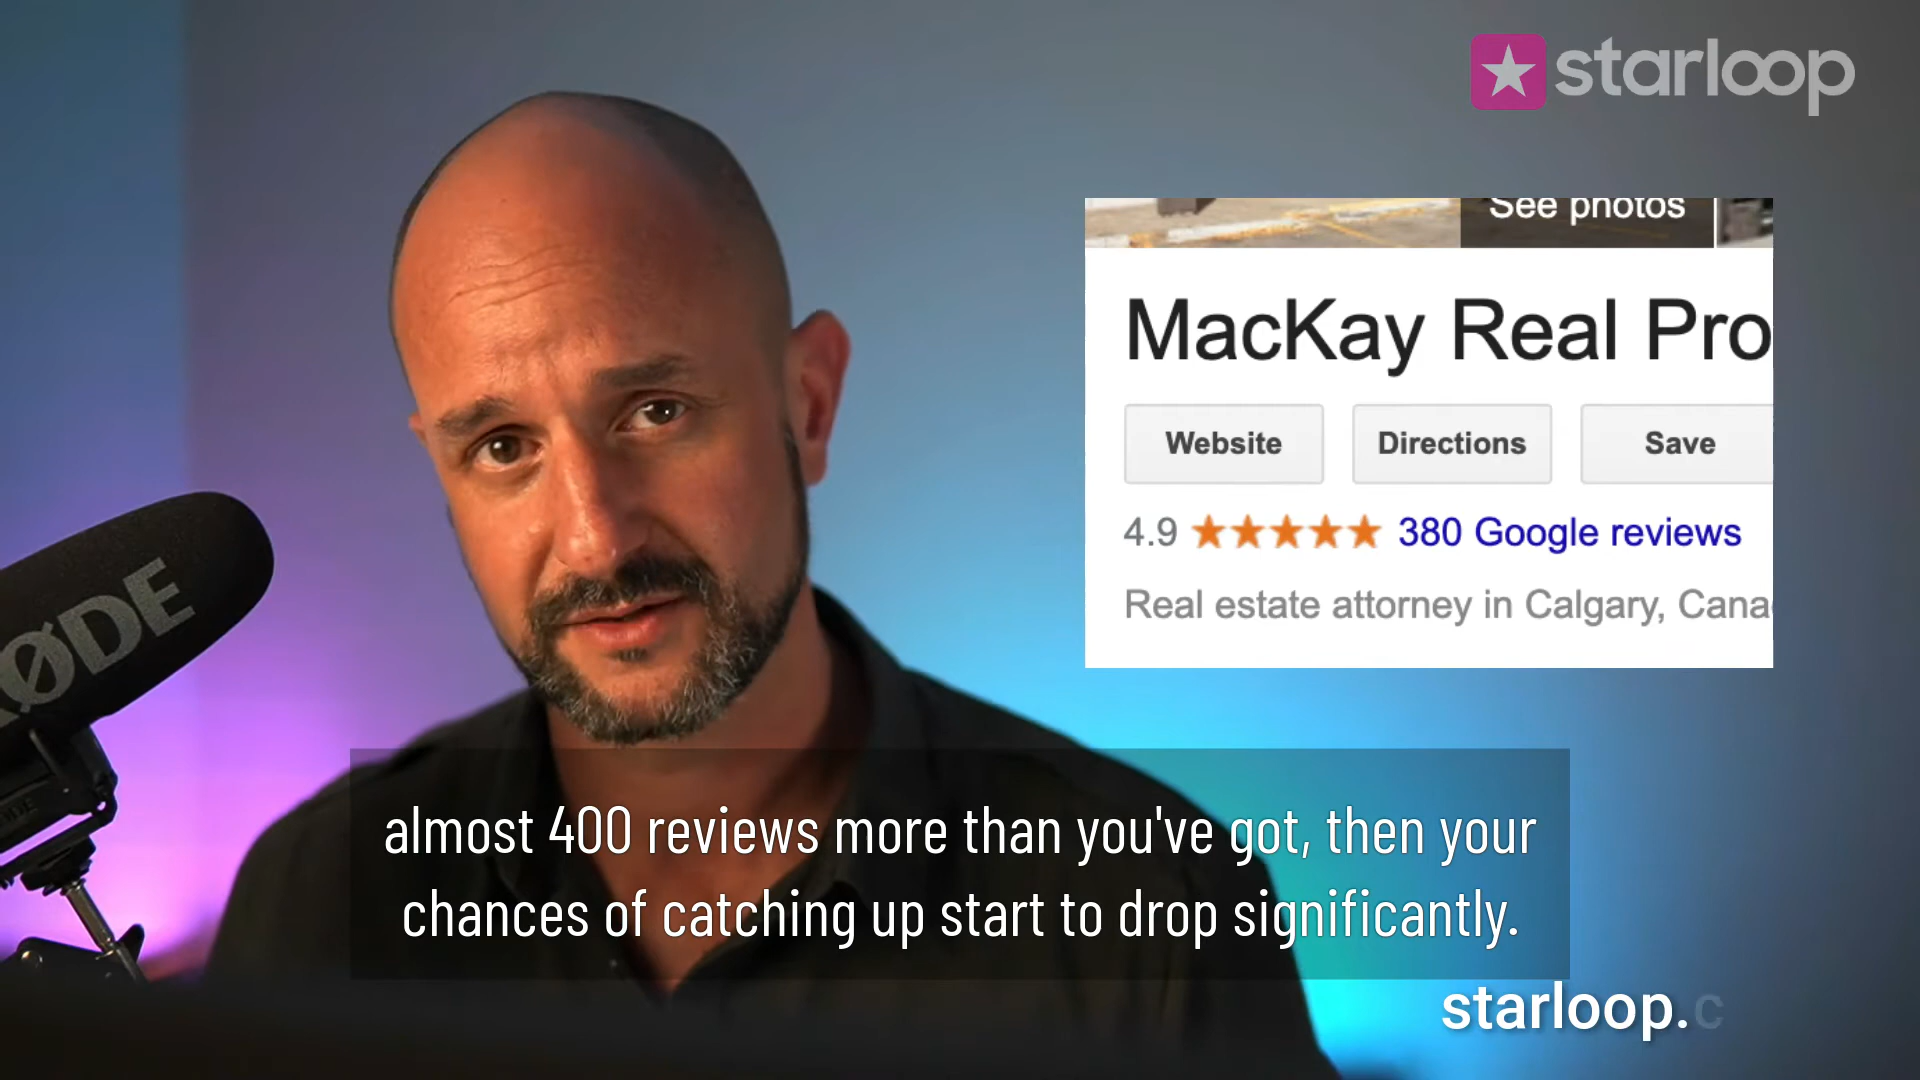 starloop
See photos
MacKay Real Pro
Website
Directions
Save
4.9
380 Google reviews
Real estate attorney in Calgary, Cana
RØDE
almost 400 reviews more than you've got, then your
chances of catching up start to drop significantly.
starloop.c